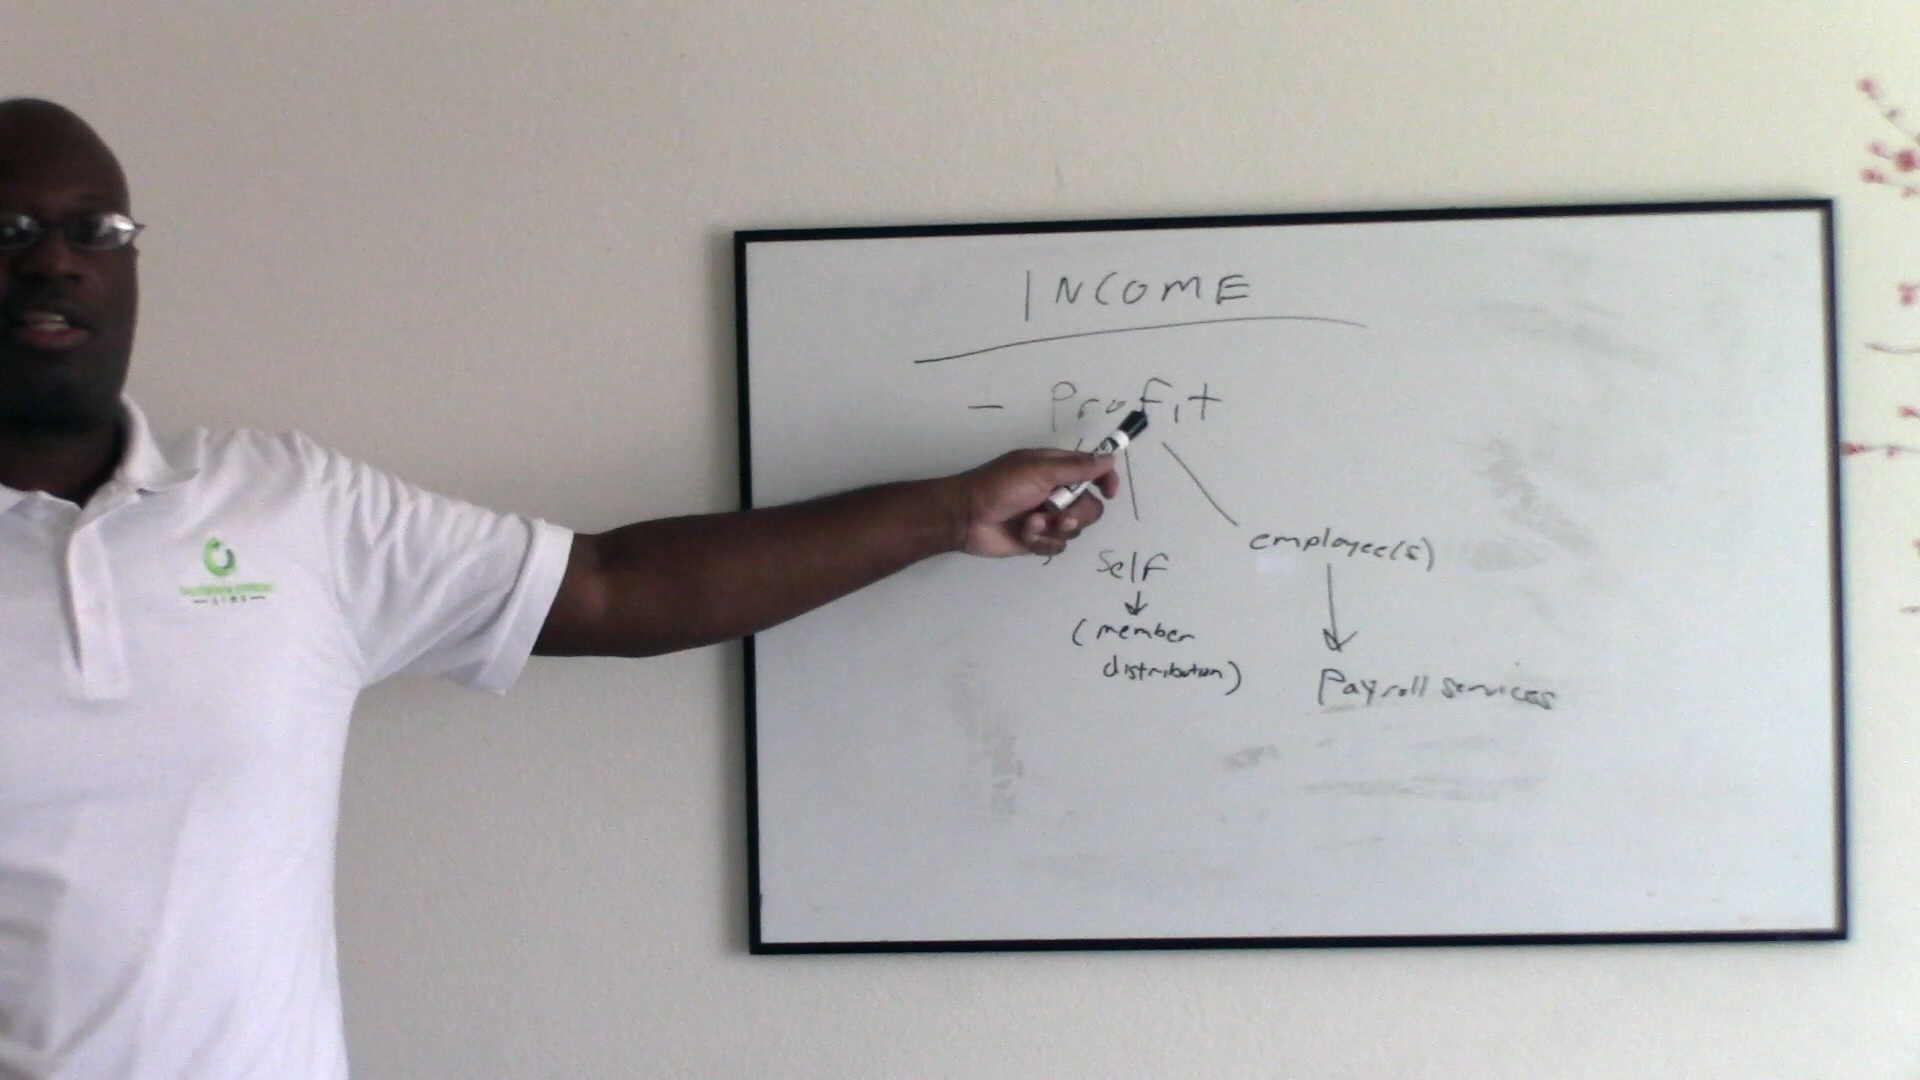 INCOME
- Profit
employee(s)
Self
(member
distribution)
Payroll services